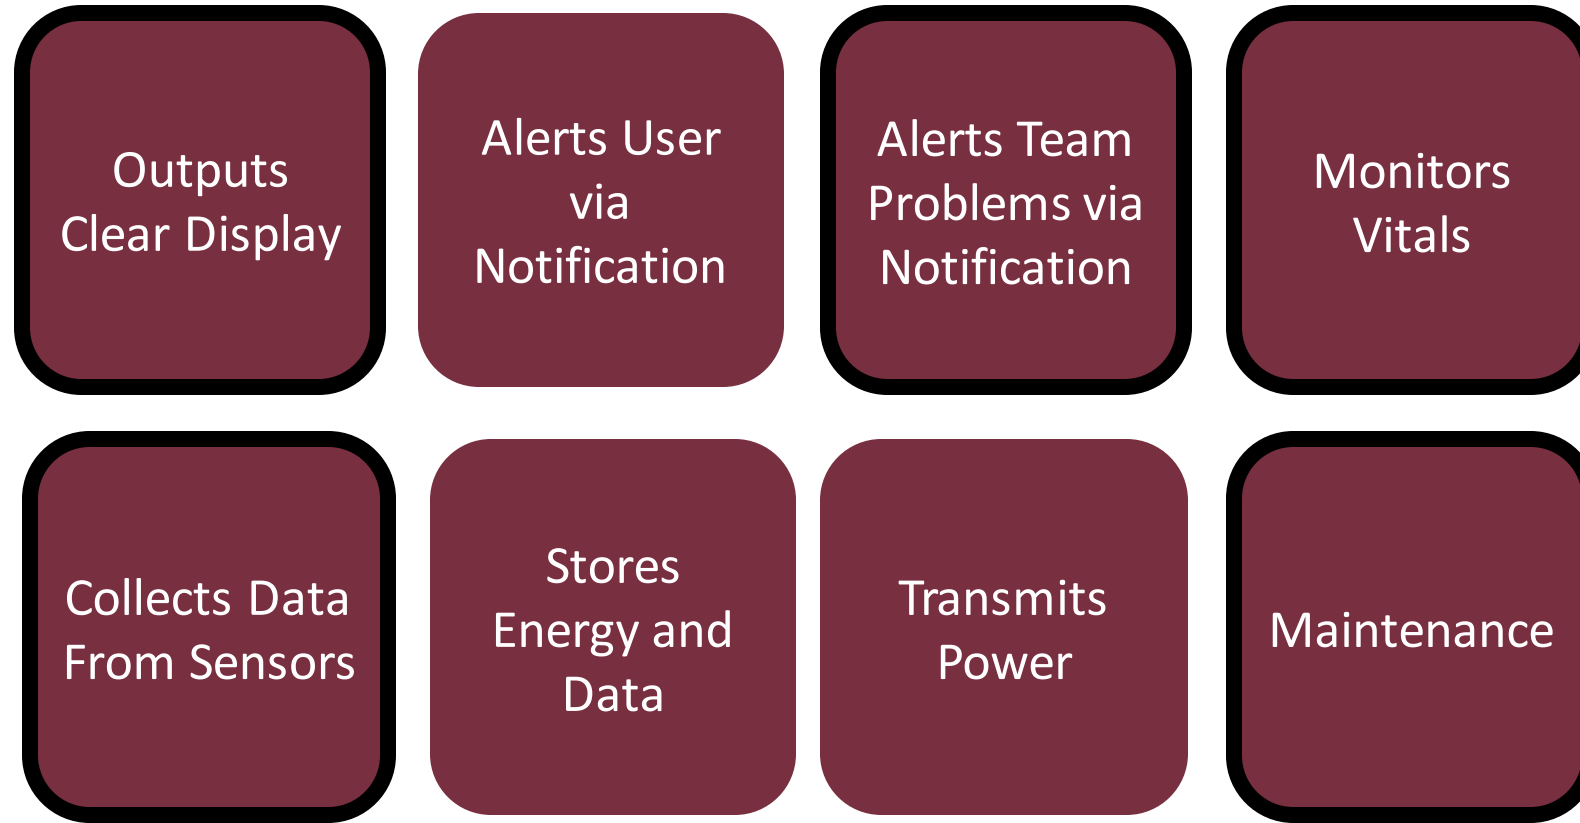 Outputs
Clear Display
Alerts User
via
Notification
Alerts Team
Problems via
Notification
Monitors
Vitals
Collects Data
From Sensors
Stores
Energy and
Data
Transmits
Power
Maintenance